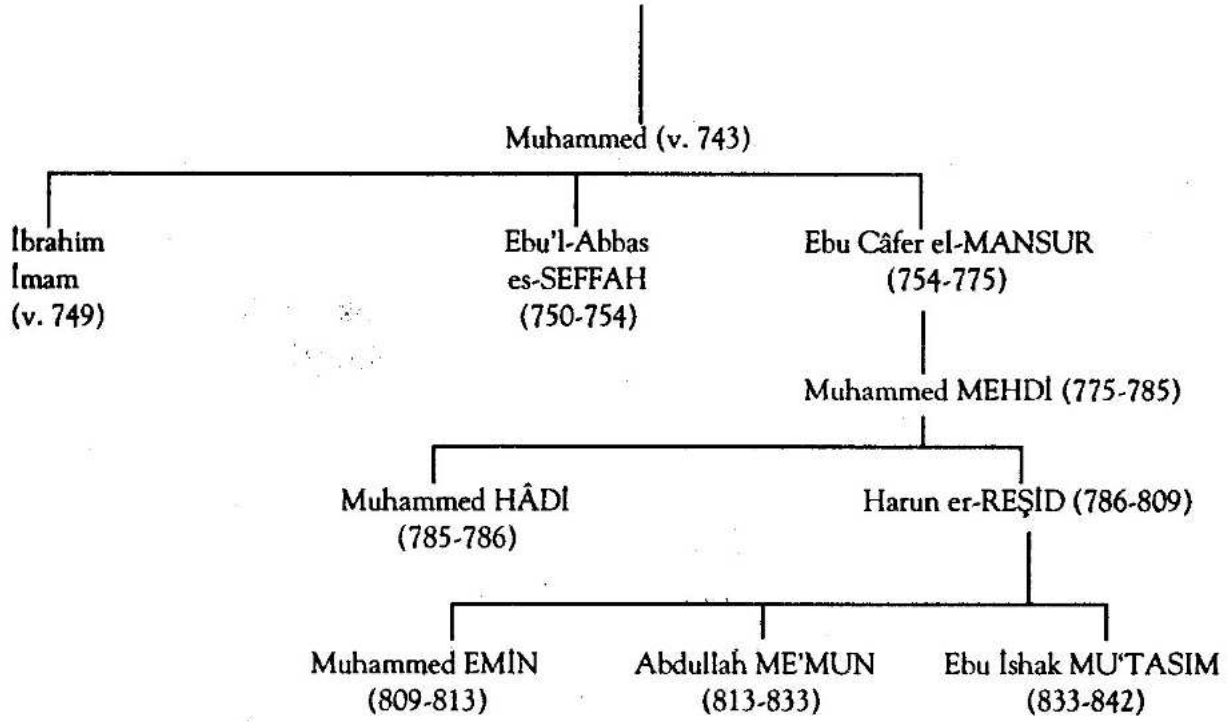 Muhammed (v. 743)
İbrahim
İmam
(v. 749)
Ebu'l-Abbas
es-SEFFAH
(750-754)
Ebu Câfer el-MANSUR
(754-775)
Muhammed MEHDİ (775-785)
Muhammed HÂDİ
(785-786)
Harun er-REŞİD (786-809)
Muhammed EMİN
(809-813)
Abdullah ME'MUN
(813-833)
Ebu İshak MU‘TASIM
(833-842)